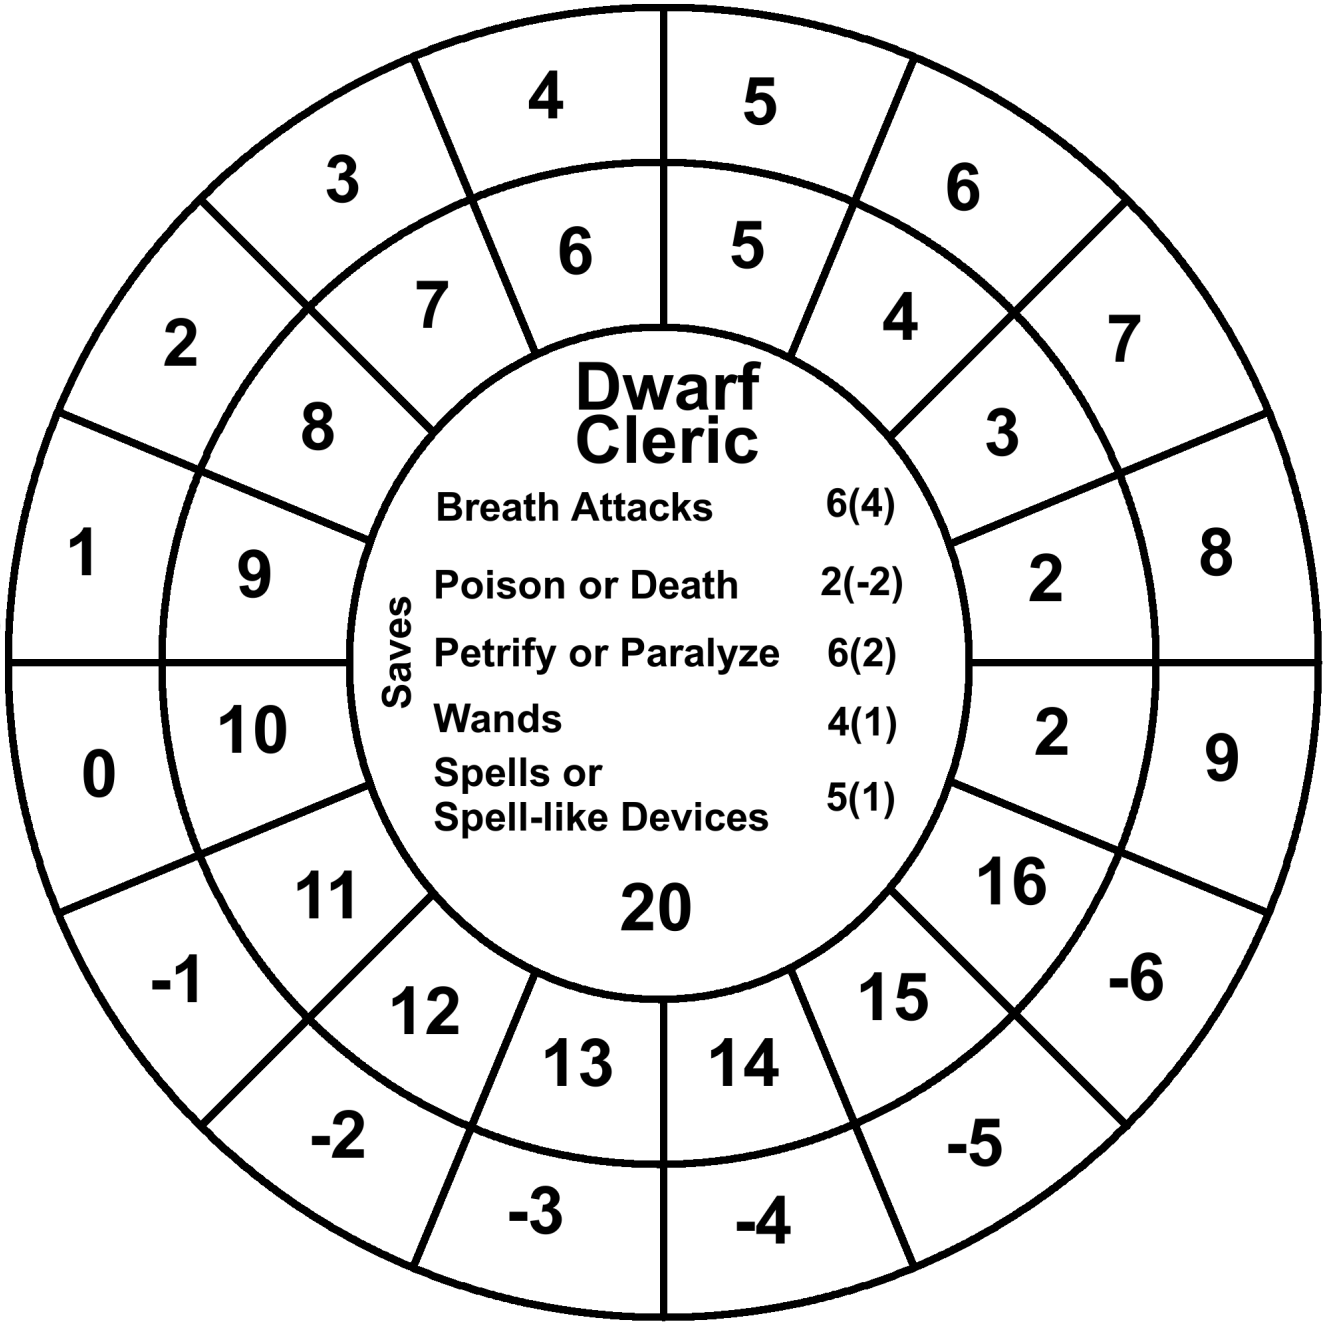 4 5
3 6
2 7
1 8
0 9
-1 -6
-2 -5
-3 -4
6 5
7 4
8 3
9 2
10 2
11 16
12 15
13 14
Dwarf
Cleric
Saves
Breath Attacks 6(4)
Poison or Death 2(-2)
Petrify or Paralyze 6(2)
Wands 4(1)
Spells or
Spell-like Devices 5(1)
20